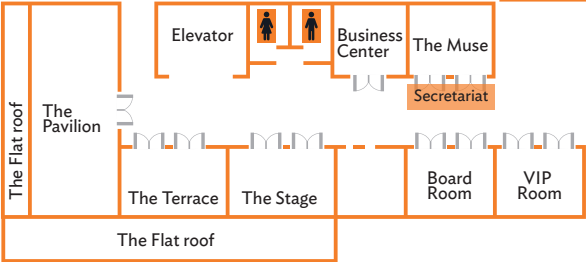 Elevator
Business
Center
The Muse
Secretariat
The Flat roof
The
Pavilion
The Terrace
The Stage
Board
Room
VIP
Room
The Flat roof